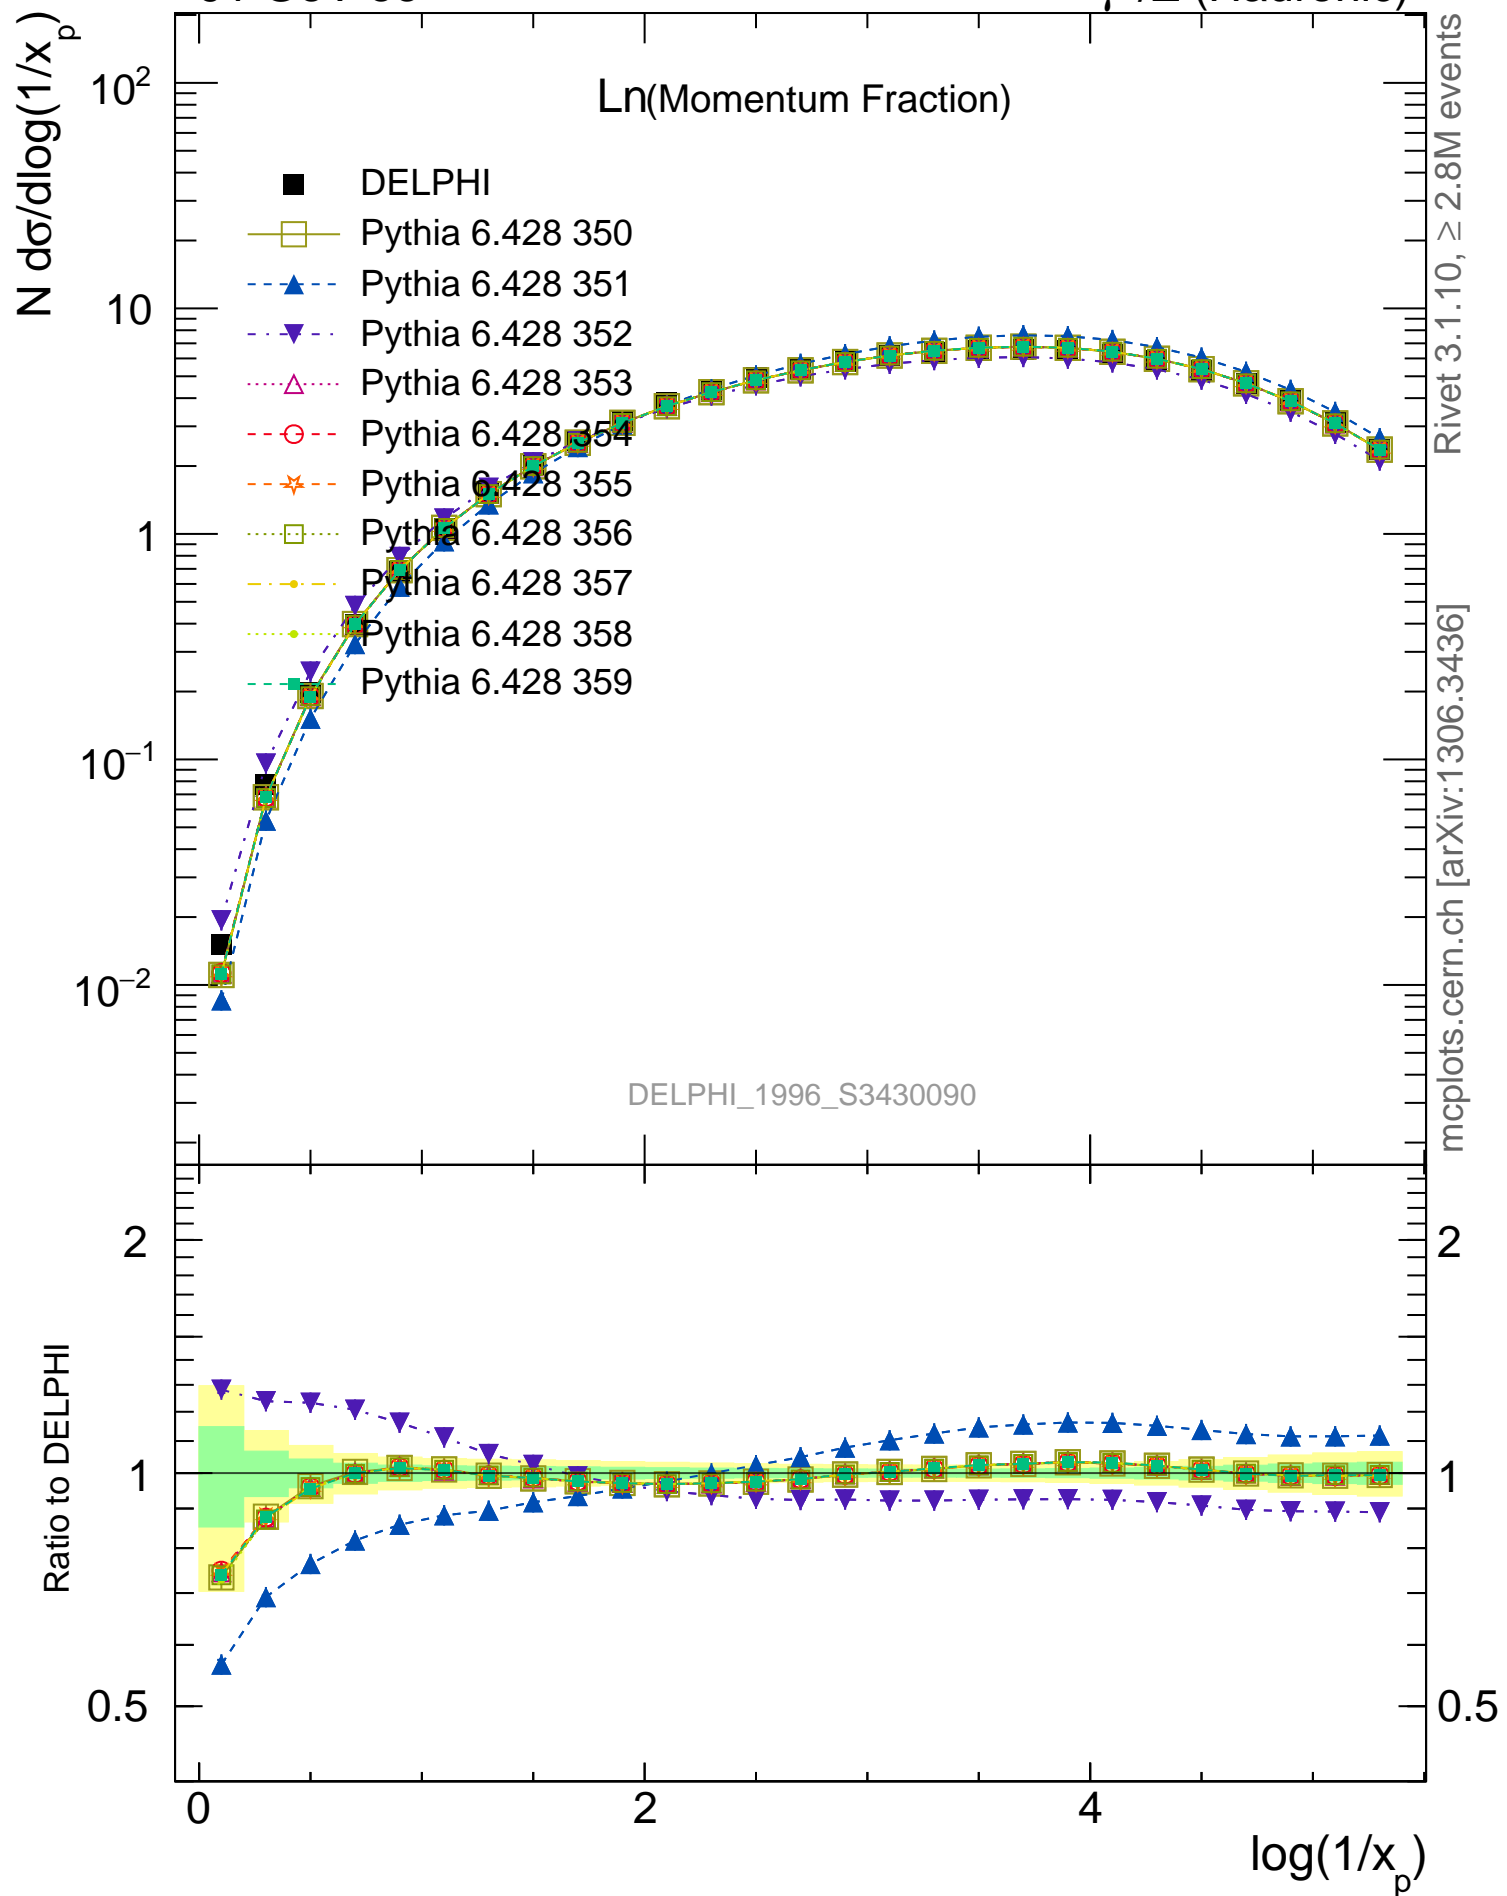 N dσ/dlog(1/xp)
Ln(Momentum Fraction)
10²
10
1
10⁻¹
10⁻²
DELPHI
Pythia 6.428 350
Pythia 6.428 351
Pythia 6.428 352
Pythia 6.428 353
Pythia 6.428 354
Pythia 6.428 355
Pythia 6.428 356
Pythia 6.428 357
Pythia 6.428 358
Pythia 6.428 359
DELPHI_1996_S3430090
Rivet 3.1.10, ≥ 2.8M events
mcplots.cern.ch [arXiv:1306.3436]
Ratio to DELPHI
2
1
0.5
2
1
0.5
0
2
4
log(1/xp)